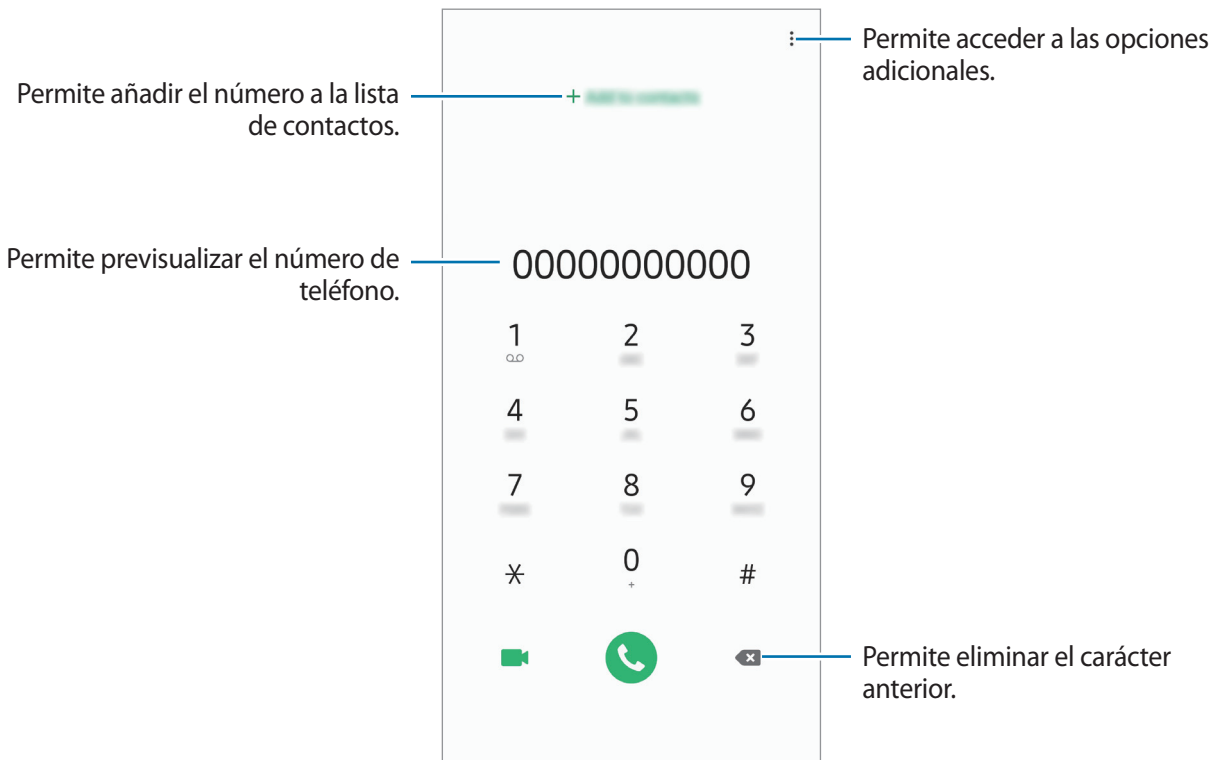 Permite acceder a las opciones
adicionales.
Permite añadir el número a la lista
de contactos.
Permite previsualizar el número de
teléfono.
00000000000
1 2 3
4 5 6
7 8 9
* 0 #
+
Permite eliminar el carácter
anterior.